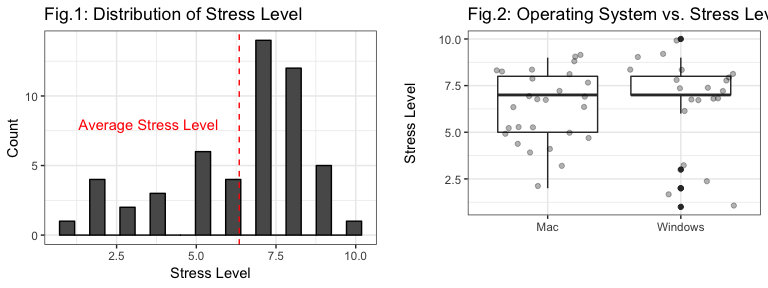 Fig.1: Distribution of Stress Level
10
5
0
Count
Average Stress Level
2.5
5.0
7.5
10.0
Stress Level
Fig.2: Operating System vs. Stress Lev
10.0
7.5
5.0
2.5
Stress Level
Mac
Windows